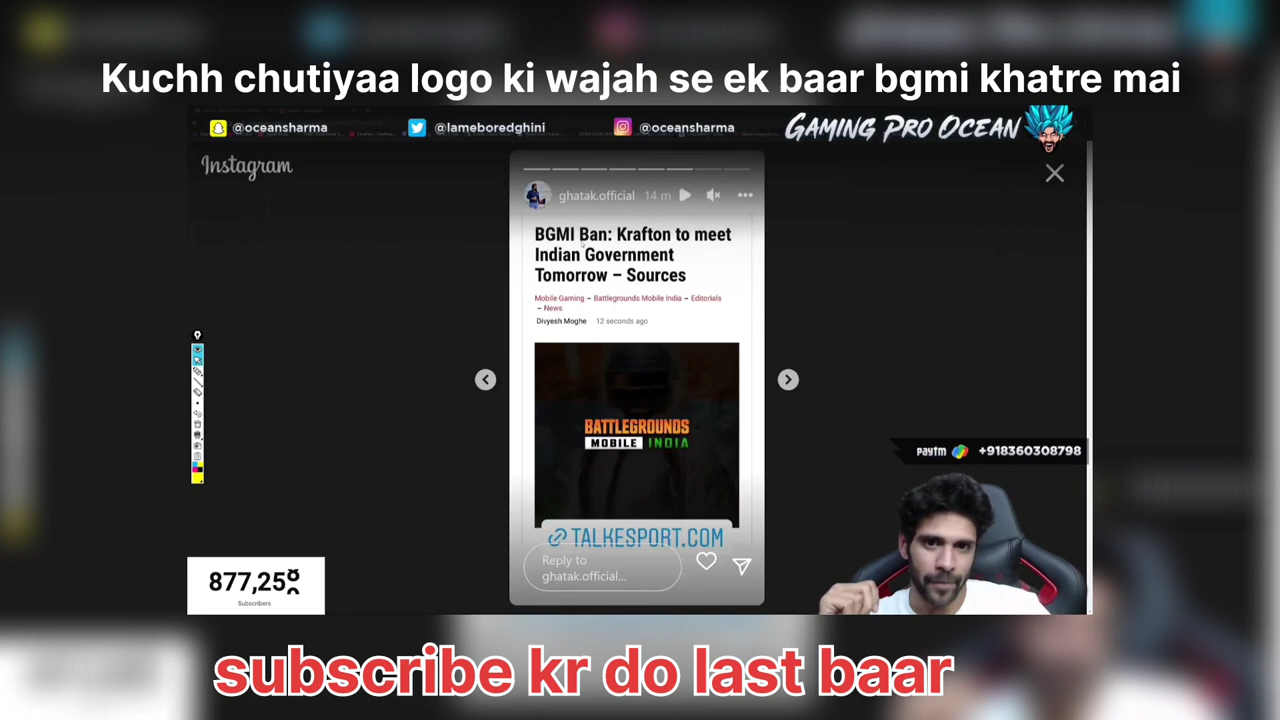 Kuchh chutiyaa logo ki wajah se ek baar bgmi khatre mai
@oceansharma
@lameboredghini
@oceansharma
GAMING PRO OCEAN
Instagram
ghatak.official 14 m
BGMI Ban: Krafton to meet
Indian Government
Tomorrow – Sources
Mobile Gaming – Battlegrounds Mobile India – Editorials
– News
Divyesh Moghe 12 seconds ago
BATTLEGROUNDS
MOBILE INDIA
TALKESPORT.COM
Reply to
ghatak.official...
paytm +918360308798
877,25
Subscribers
subscribe kr do last baar